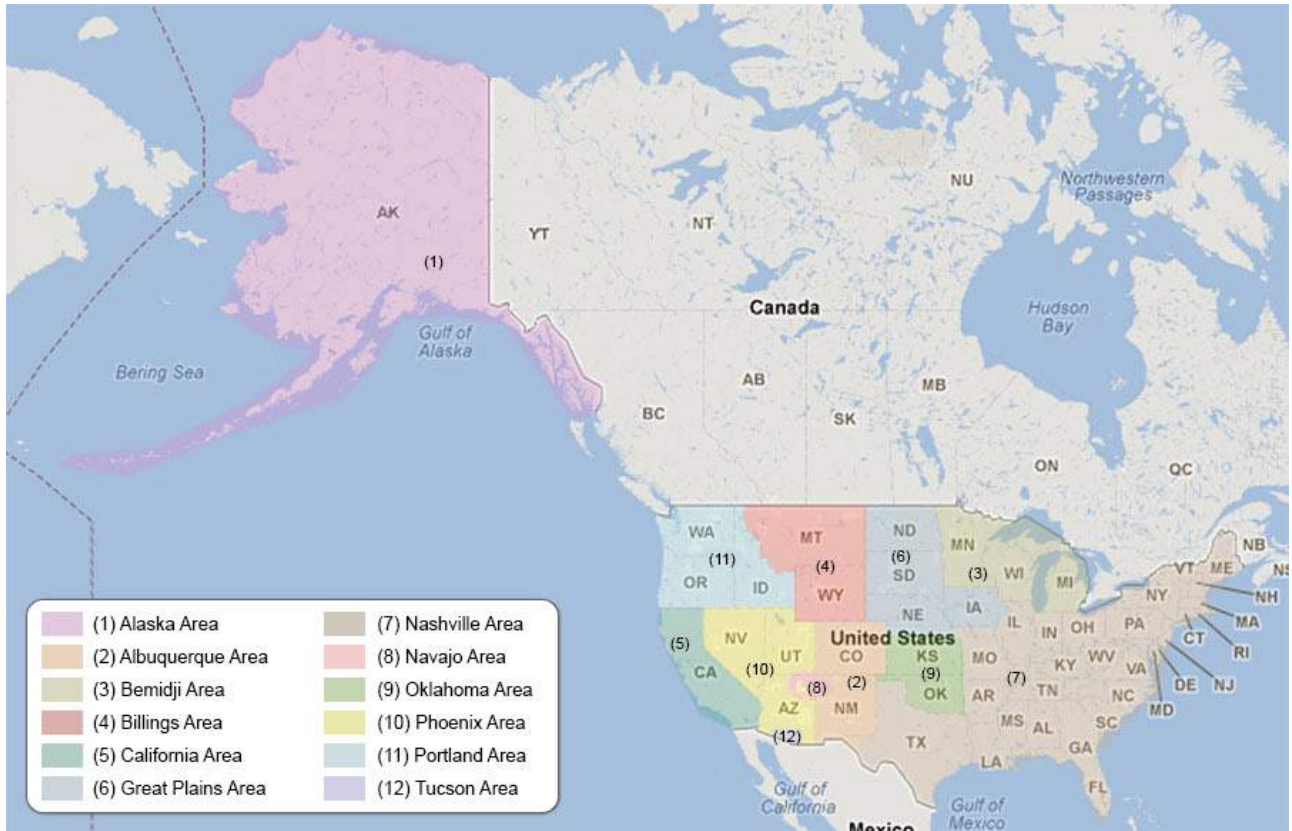 NU
Northwestern
Passages
AK
YT
NT
(1)
Canada
Hudson
Bay
Gulf of
Alaska
Bering Sea
AB
MB
BC
SK
ON
QC
WA
MT
ND
MN
NB
(11)
(4)
(6)
(3)
WI
MI
VT
ME
NS
OR
ID
WY
SD
NY
NH
NE
IA
MA
(5)
NV
United States
IL
IN
OH
PA
CT
RI
CA
UT
CO
KS
MO
KY
WV
VA
DE
NJ
(10)
(8)
(2)
(9)
(7)
MD
AZ
NM
OK
AR
TN
NC
(12)
TX
MS
AL
SC
GA
LA
FL
Gulf of
California
Gulf of
Mexico
Mexico
(1) Alaska Area
(2) Albuquerque Area
(3) Bemidji Area
(4) Billings Area
(5) California Area
(6) Great Plains Area
(7) Nashville Area
(8) Navajo Area
(9) Oklahoma Area
(10) Phoenix Area
(11) Portland Area
(12) Tucson Area